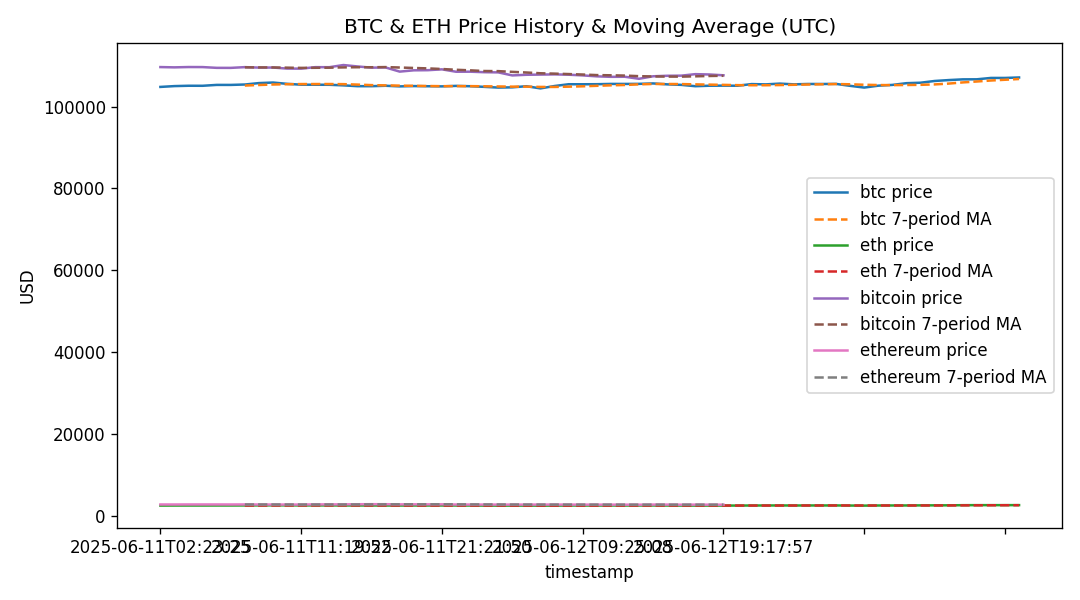 BTC & ETH Price History & Moving Average (UTC)
USD
100000
80000
60000
40000
20000
0
btc price
btc 7-period MA
eth price
eth 7-period MA
bitcoin price
bitcoin 7-period MA
ethereum price
ethereum 7-period MA
2025-06-12T19:17:57
timestamp